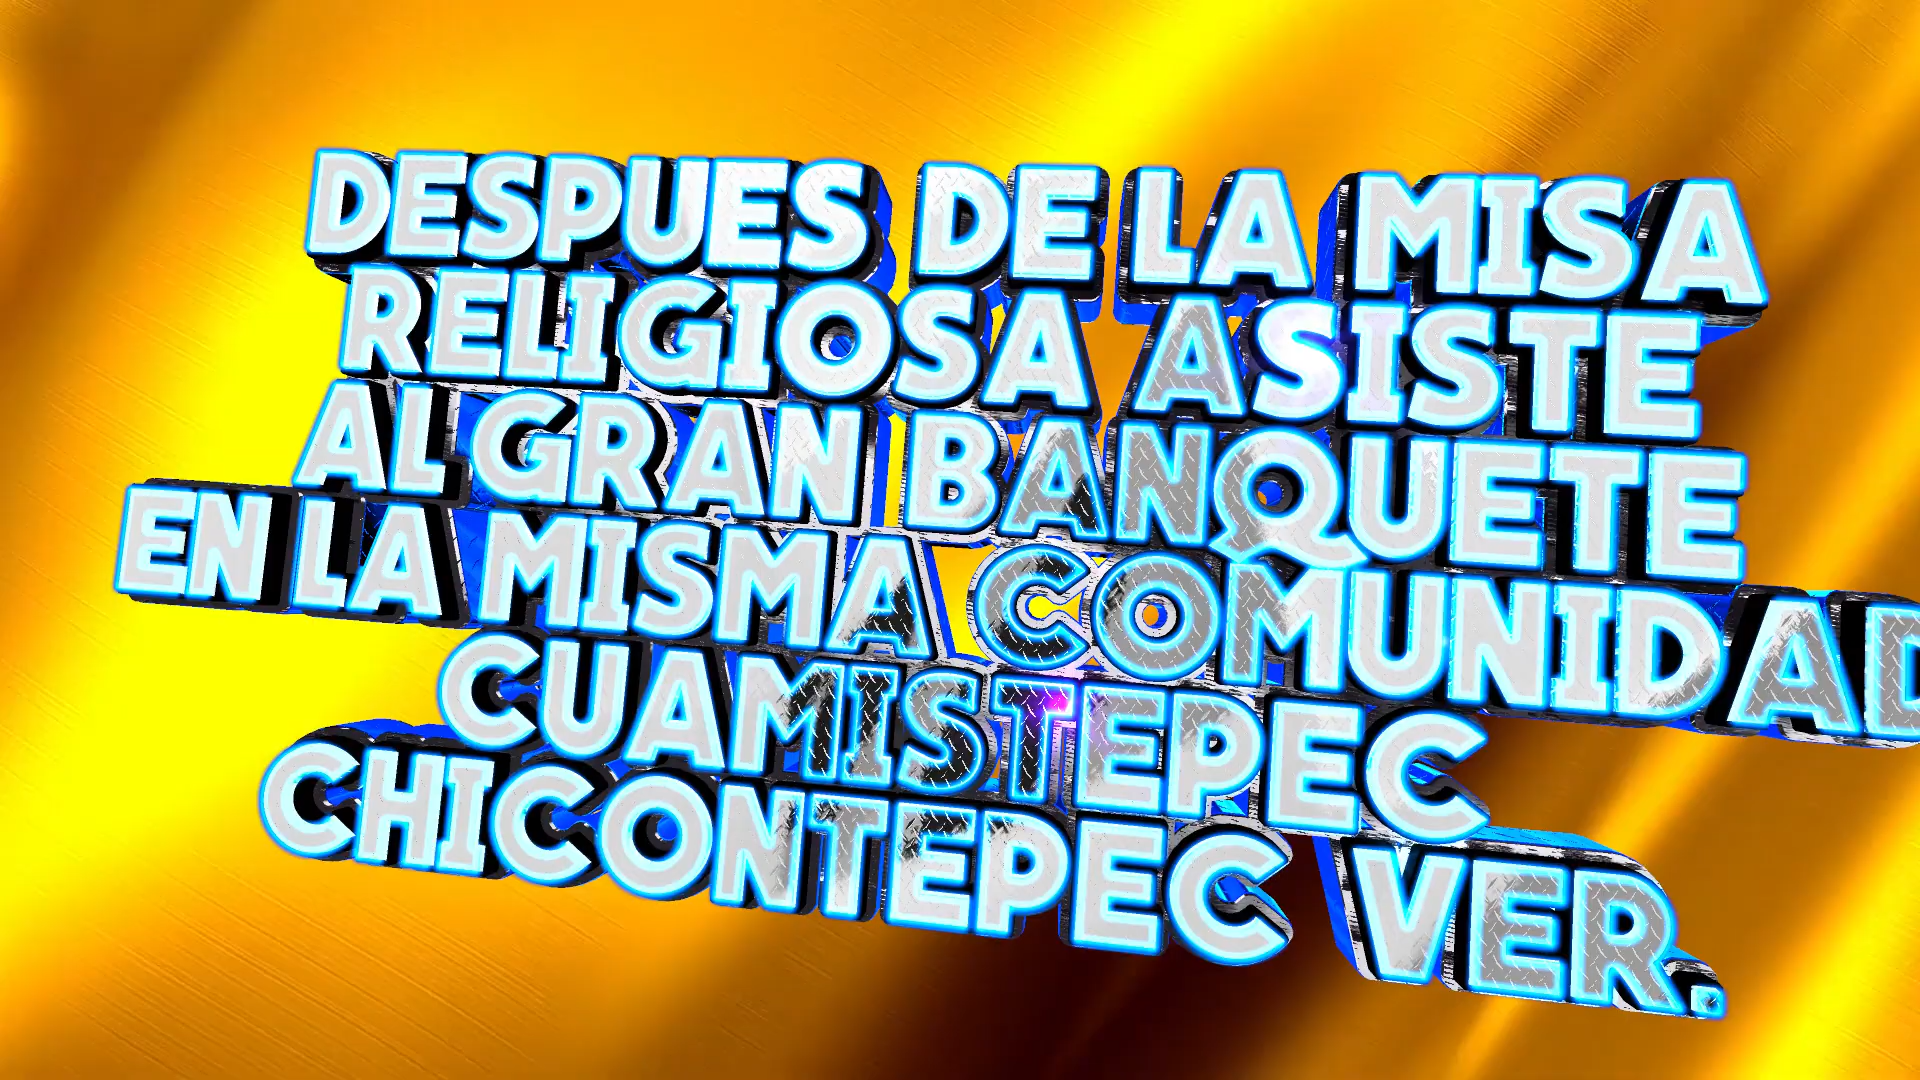 DESPUES DE LA MISA
RELIGIOSA ASISTE
AL GRAN BANQUETE
EN LA MISMA COMUNIDAD
CUAMISTEPEC
CHICONTEPEC VER.